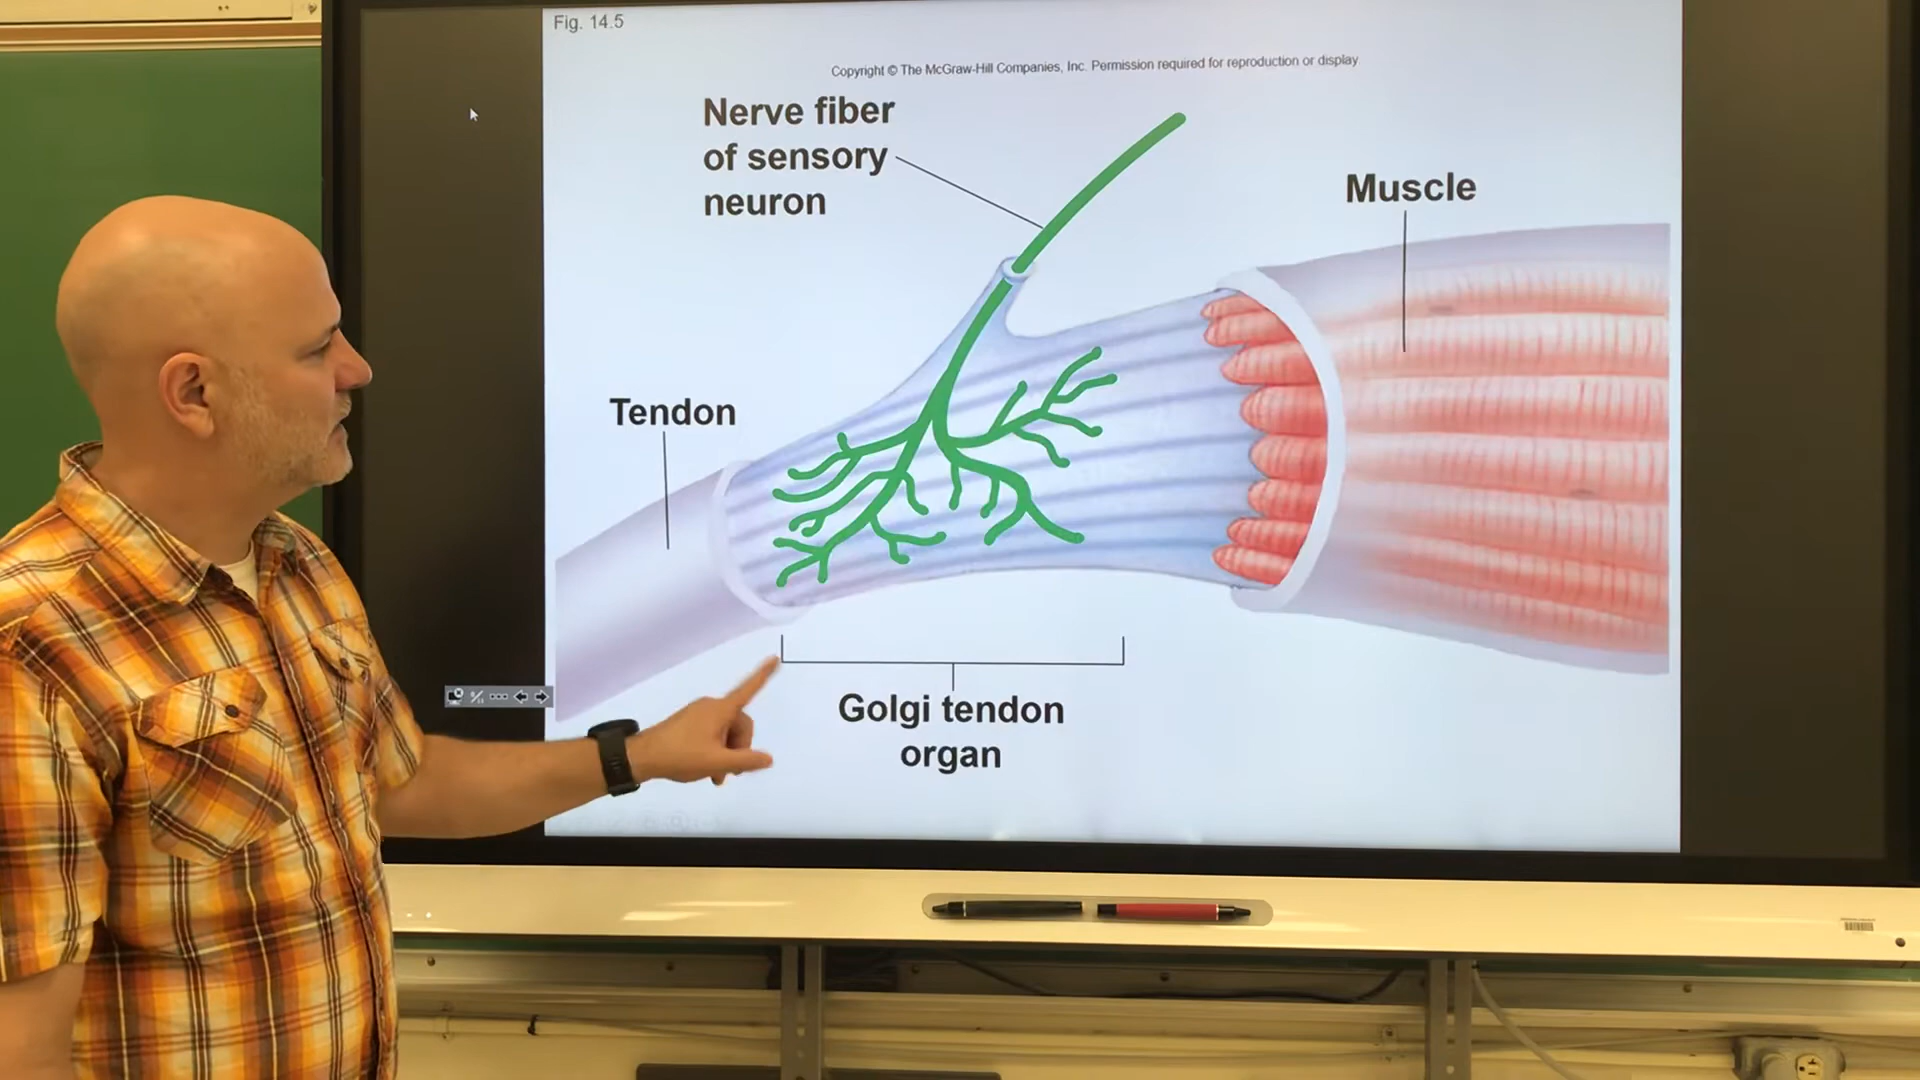 Fig. 14.5
Copyright © The McGraw-Hill Companies, Inc. Permission required for reproduction or display
Nerve fiber
of sensory
neuron
Muscle
Tendon
Golgi tendon
organ